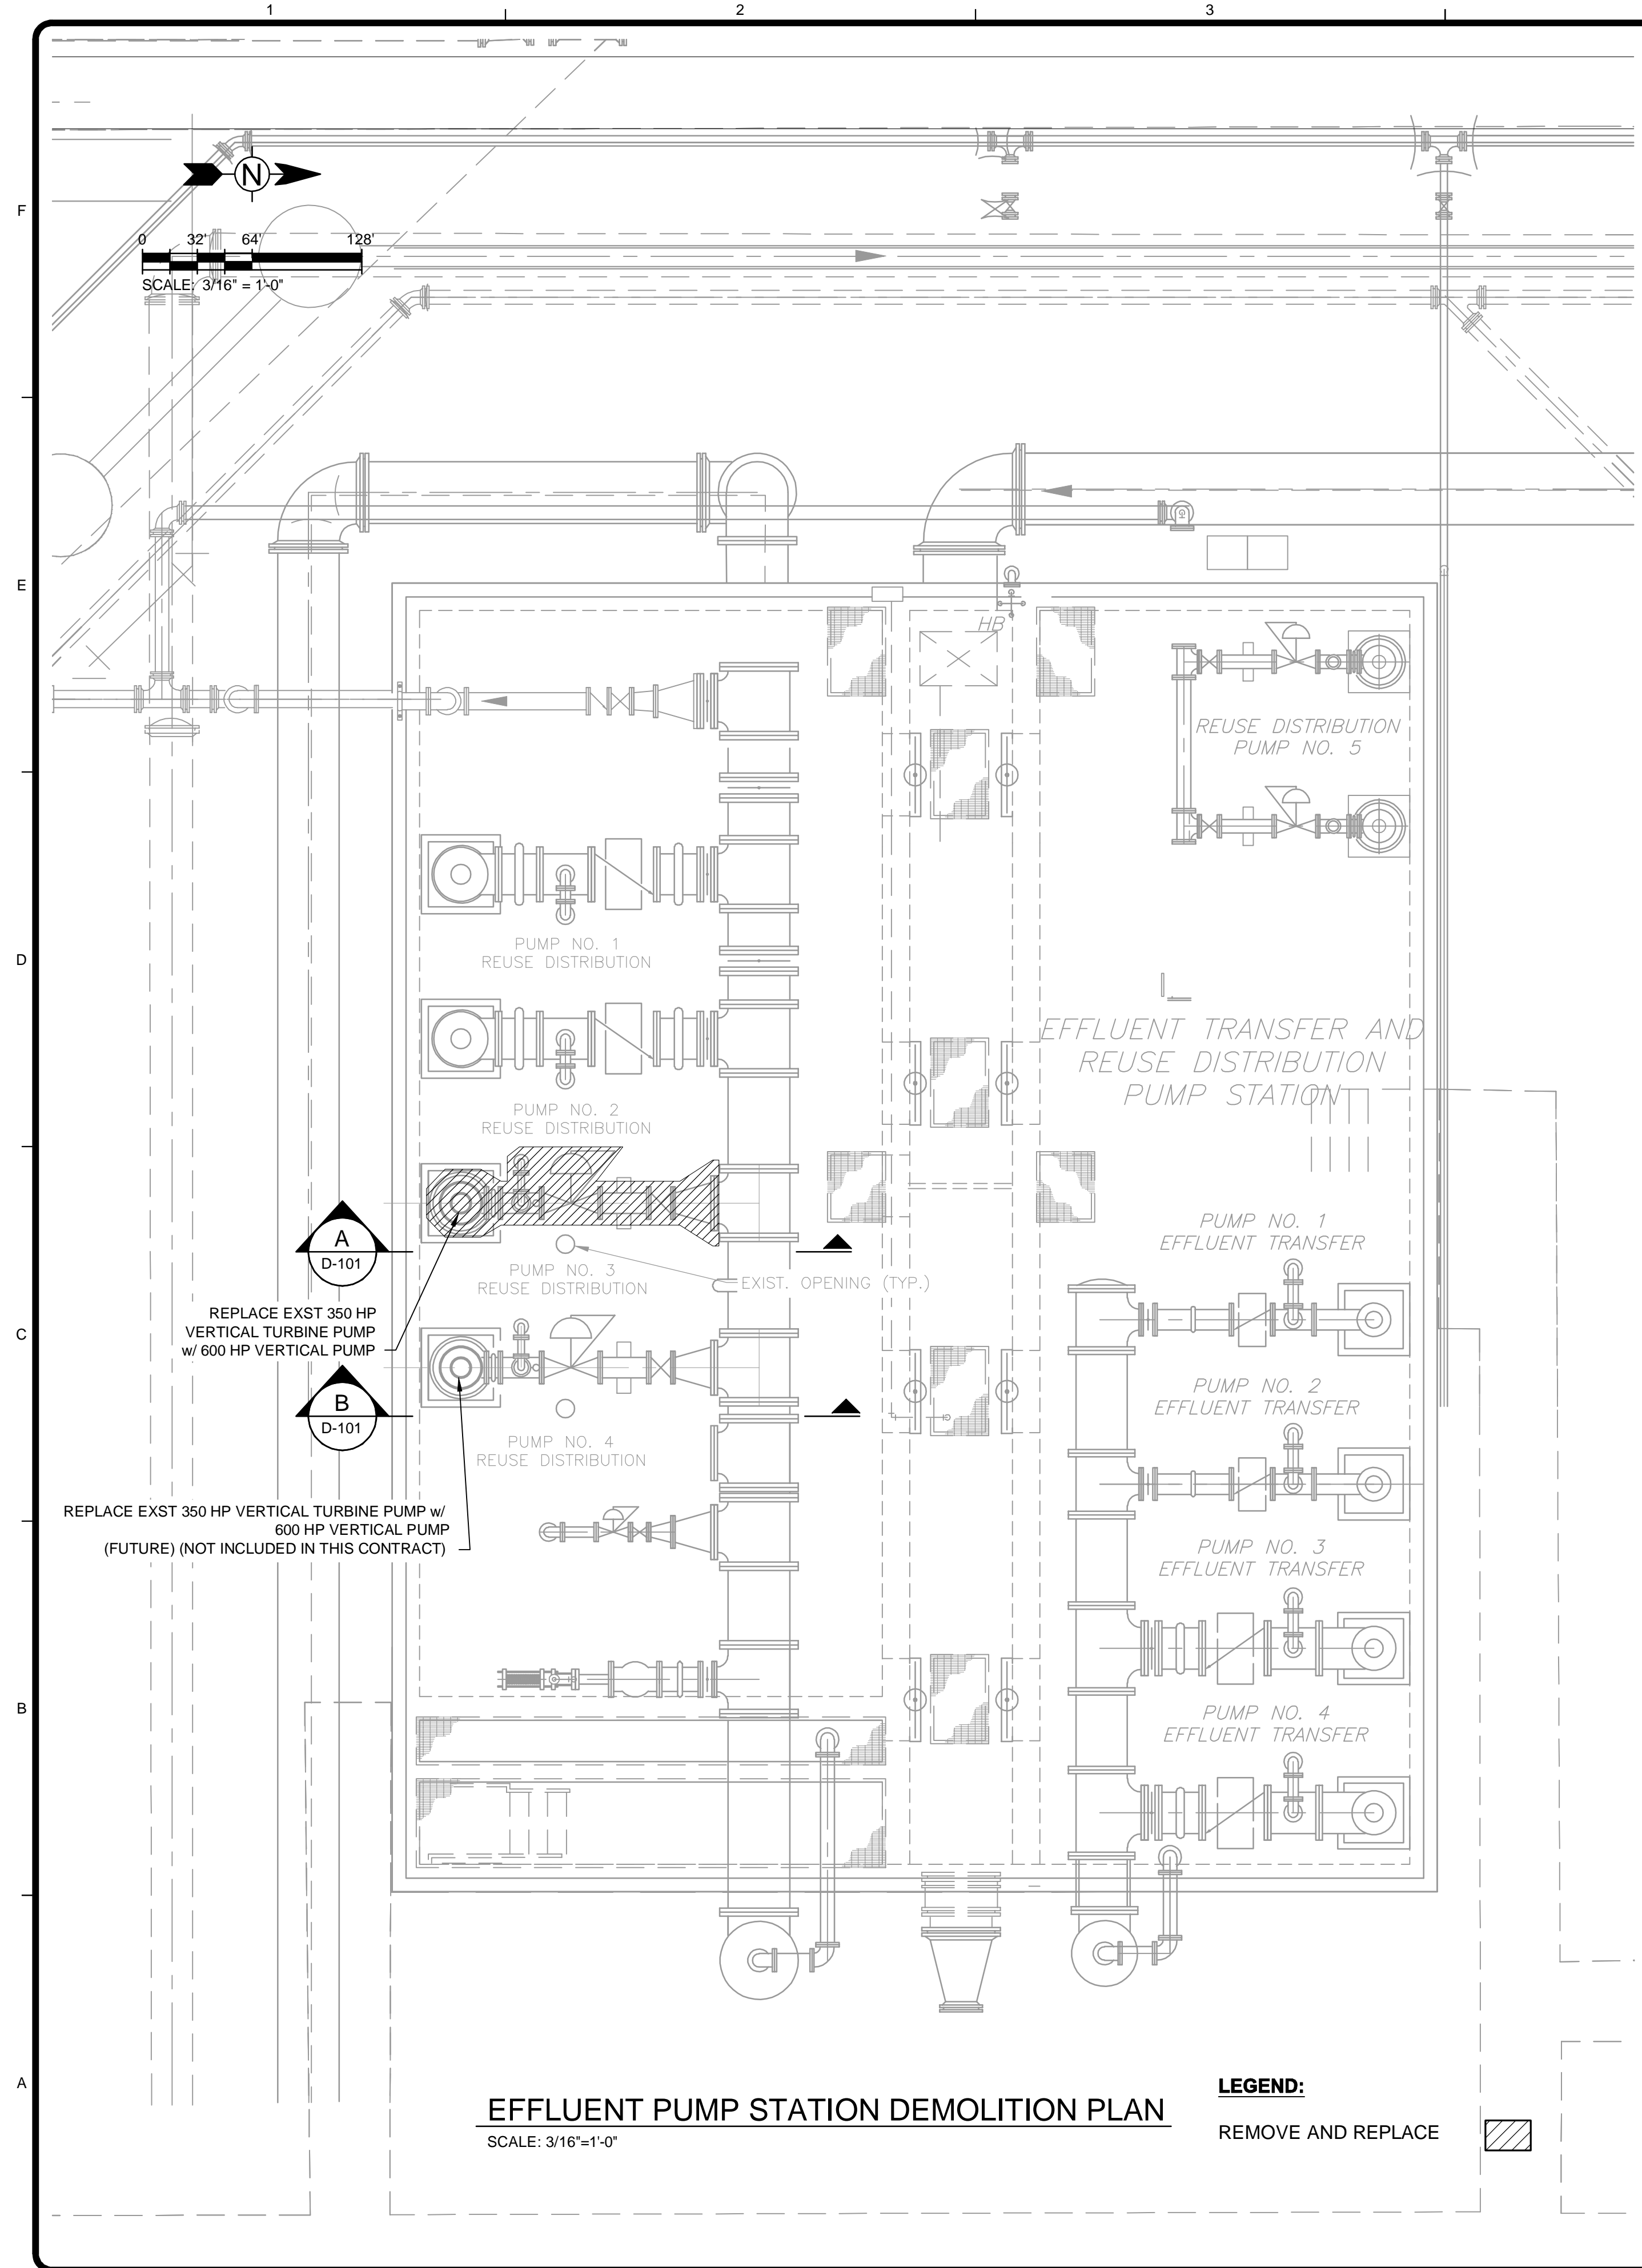 1
2
3
F
E
D
C
B
A
N
0
32'
64'
128'
SCALE: 3/16" = 1'-0"
HB
REUSE DISTRIBUTION
PUMP NO. 5
PUMP NO. 1
REUSE DISTRIBUTION
EFFLUENT TRANSFER AND
REUSE DISTRIBUTION
PUMP STATION
PUMP NO. 2
REUSE DISTRIBUTION
A
D-101
PUMP NO. 3
REUSE DISTRIBUTION
EXIST. OPENING (TYP.)
PUMP NO. 1
EFFLUENT TRANSFER
REPLACE EXST 350 HP
VERTICAL TURBINE PUMP
w/ 600 HP VERTICAL PUMP
B
D-101
PUMP NO. 4
REUSE DISTRIBUTION
PUMP NO. 2
EFFLUENT TRANSFER
REPLACE EXST 350 HP VERTICAL TURBINE PUMP w/
600 HP VERTICAL PUMP
(FUTURE) (NOT INCLUDED IN THIS CONTRACT)
PUMP NO. 3
EFFLUENT TRANSFER
PUMP NO. 4
EFFLUENT TRANSFER
EFFLUENT PUMP STATION DEMOLITION PLAN
SCALE: 3/16"=1'-0"
LEGEND:
REMOVE AND REPLACE